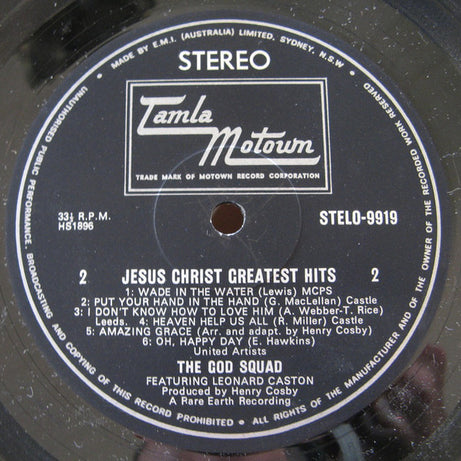 • MADE BY E.M.I. (AUSTRALIA) LIMITED. SYDNEY, N.S.W •
ALL RIGHTS OF THE MANUFACTURER AND OF THE OWNER OF THE RECORDED WORK RESERVED
UNAUTHORISED PUBLIC PERFORMANCE, BROADCASTING AND COPYING OF THIS RECORD PROHIBITED •
STEREO
Tamla
Motown
TRADE MARK OF MOTOWN RECORD CORPORATION
33⅓ R.P.M.
HS1896
STELO-9919
2 JESUS CHRIST GREATEST HITS 2
1: WADE IN THE WATER (Lewis) MCPS
2: PUT YOUR HAND IN THE HAND (G. MacLellan) Castle
3: I DON'T KNOW HOW TO LOVE HIM (A. Webber-T. Rice)
Leeds. 4: HEAVEN HELP US ALL (R. Miller) Castle
5: AMAZING GRACE (Arr. and adapt. by Henry Cosby)
6: OH, HAPPY DAY (E. Hawkins)
United Artists
THE GOD SQUAD
FEATURING LEONARD CASTON
Produced by Henry Cosby
A Rare Earth Recording